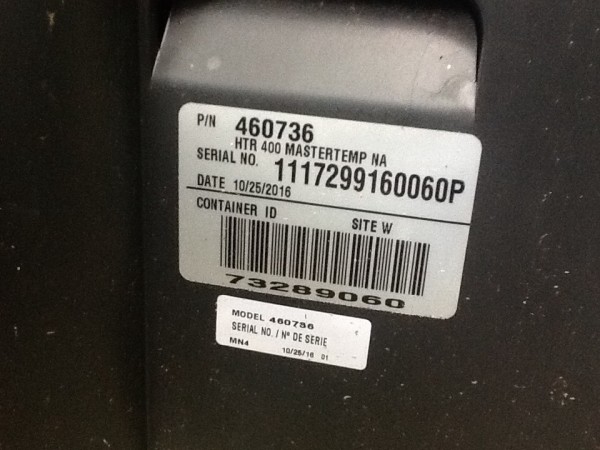 P/N 460736
HTR 400 MASTERTEMP NA
SERIAL NO. 1117299160060P
DATE 10/25/2016
CONTAINER ID SITE W
73289060
MODEL 460736
SERIAL NO. / Nº DE SERIE
MN4 10/25/16 01